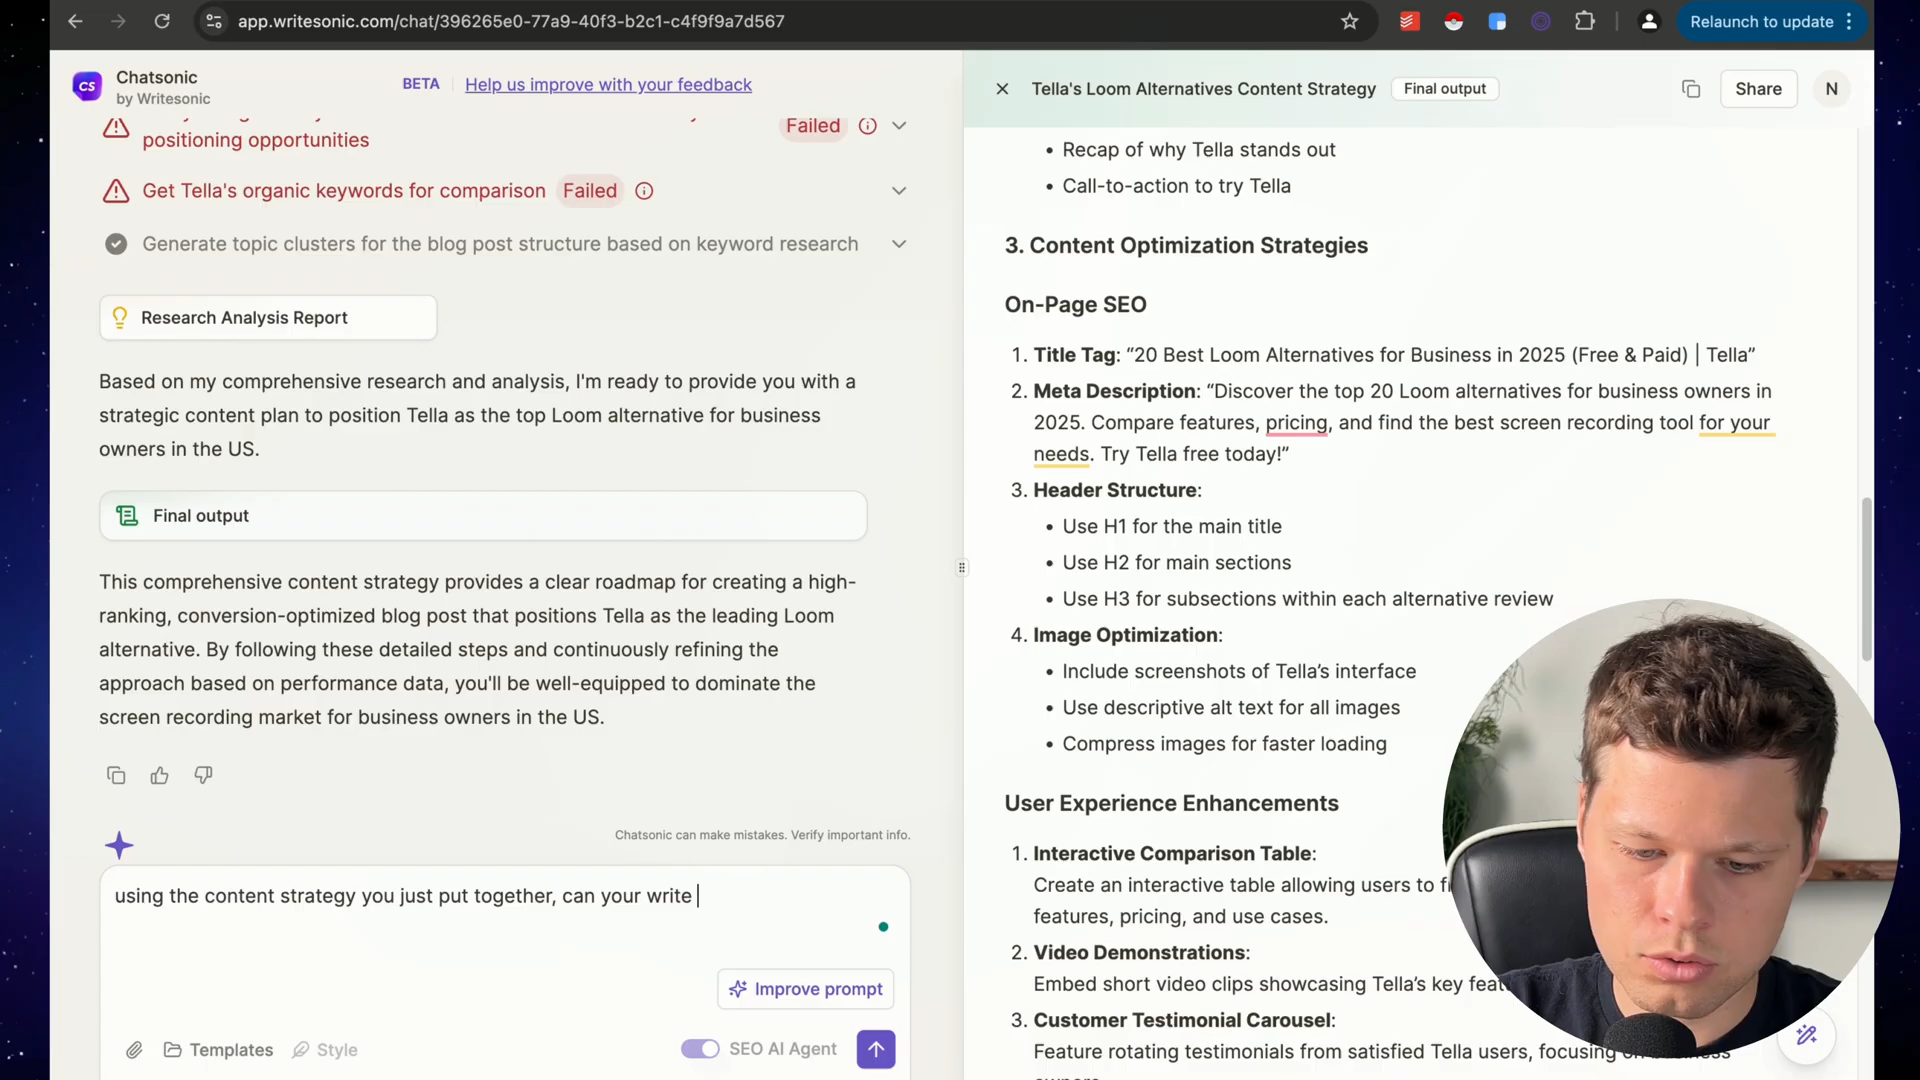 app.writesonic.com/chat/396265e0-77a9-40f3-b2c1-c4f9f9a7d567
Relaunch to update
CS
Chatsonic
by Writesonic
BETA
Help us improve with your feedback
positioning opportunities
Failed
Get Tella's organic keywords for comparison
Failed
Generate topic clusters for the blog post structure based on keyword research
Research Analysis Report
Based on my comprehensive research and analysis, I'm ready to provide you with a
strategic content plan to position Tella as the top Loom alternative for business
owners in the US.
Final output
This comprehensive content strategy provides a clear roadmap for creating a high-
ranking, conversion-optimized blog post that positions Tella as the leading Loom
alternative. By following these detailed steps and continuously refining the
approach based on performance data, you'll be well-equipped to dominate the
screen recording market for business owners in the US.
Chatsonic can make mistakes. Verify important info.
using the content strategy you just put together, can your write
Improve prompt
Templates
Style
SEO AI Agent
Tella's Loom Alternatives Content Strategy
Final output
Share
N
• Recap of why Tella stands out
• Call-to-action to try Tella
3. Content Optimization Strategies
On-Page SEO
1. Title Tag: “20 Best Loom Alternatives for Business in 2025 (Free & Paid) | Tella”
2. Meta Description: “Discover the top 20 Loom alternatives for business owners in
2025. Compare features, pricing, and find the best screen recording tool for your
needs. Try Tella free today!”
3. Header Structure:
• Use H1 for the main title
• Use H2 for main sections
• Use H3 for subsections within each alternative review
4. Image Optimization:
• Include screenshots of Tella’s interface
• Use descriptive alt text for all images
• Compress images for faster loading
User Experience Enhancements
1. Interactive Comparison Table:
Create an interactive table allowing users to
features, pricing, and use cases.
2. Video Demonstrations:
Embed short video clips showcasing Tella’s key
3. Customer Testimonial Carousel:
Feature rotating testimonials from satisfied Tella users, focusing on business